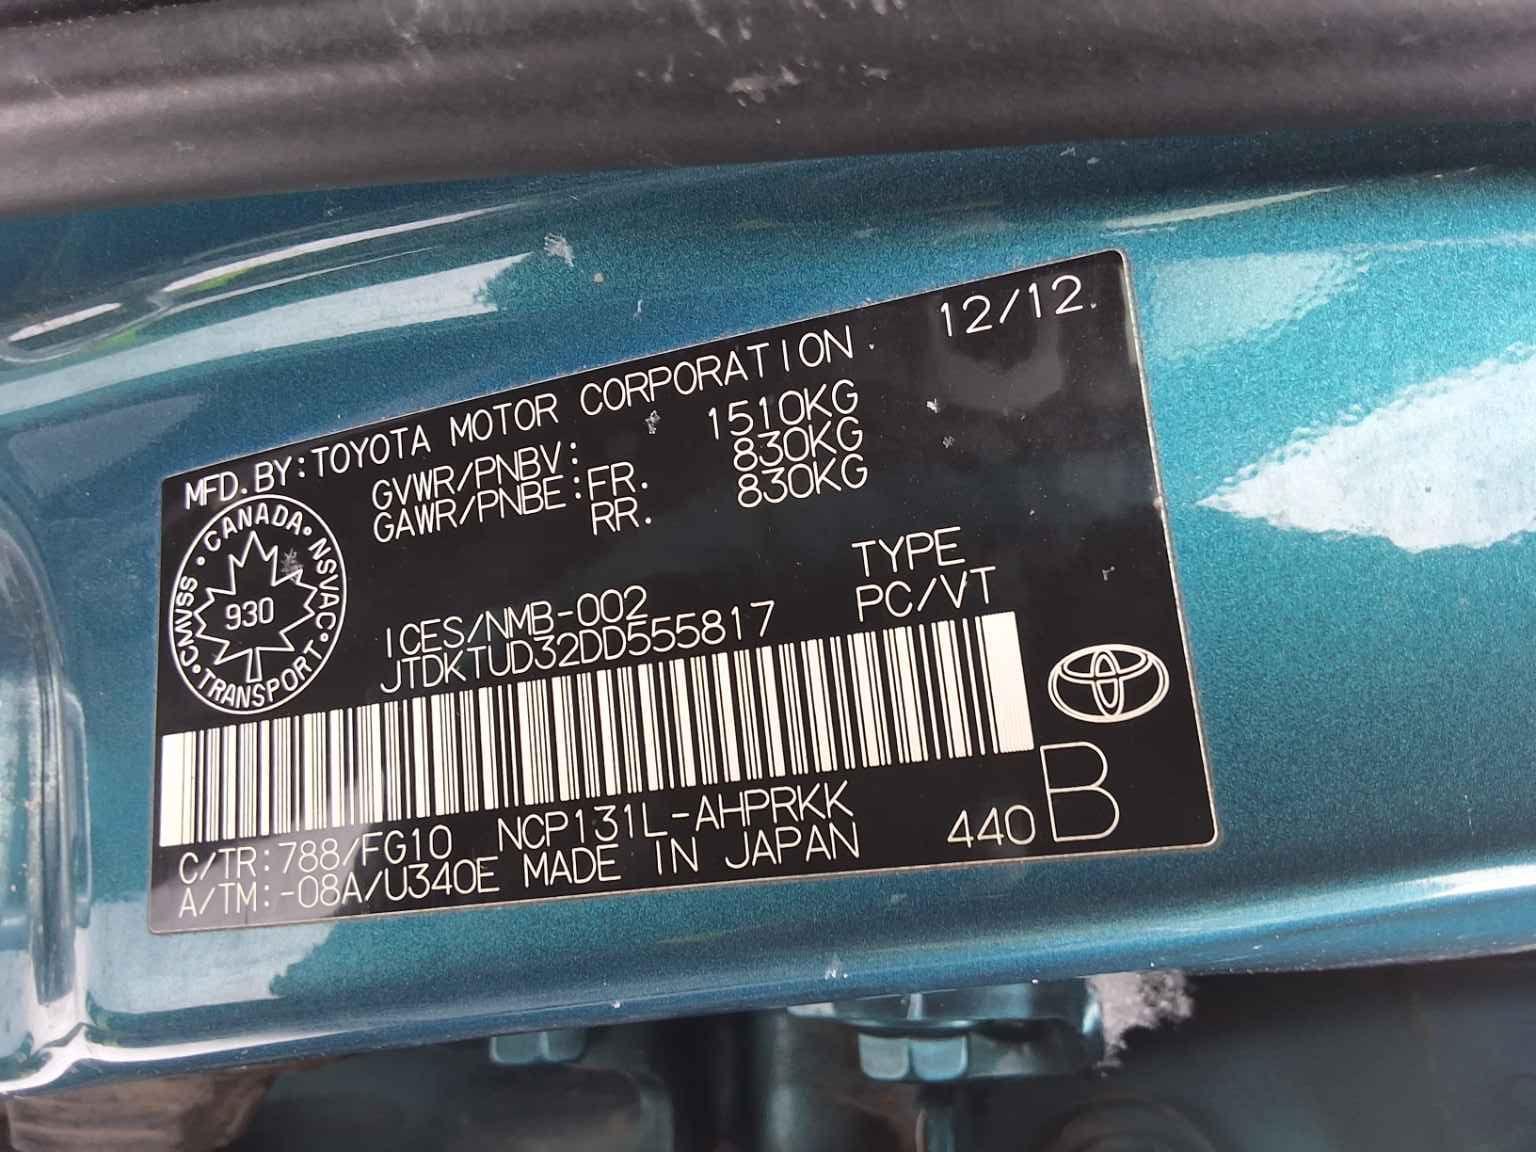 MFD. BY: TOYOTA MOTOR CORPORATION 12/12
GVWR/PNBV: 1510KG
GAWR/PNBE: FR. 830KG
RR. 830KG
CANADA
NSVAC
TRANSPORT
CMVSS
930
TYPE
ICES/NMB-002
PC/VT
JTDKTUD32DD555817
C/TR: 788/FG10 NCP131L-AHPRKK
A/TM: -08A/U340E MADE IN JAPAN
440 B